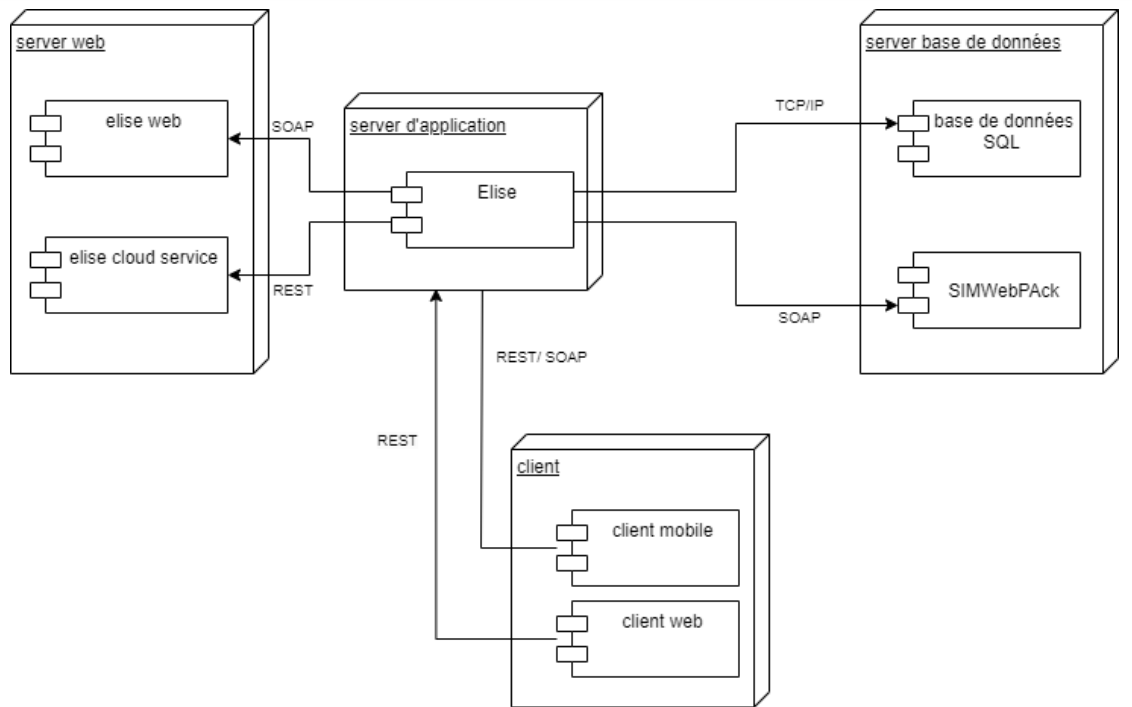 server web
elise web
elise cloud service
SOAP
REST
server d'application
Elise
TCP/IP
SOAP
server base de données
base de données
SQL
SIMWebPAck
REST/ SOAP
REST
client
client mobile
client web